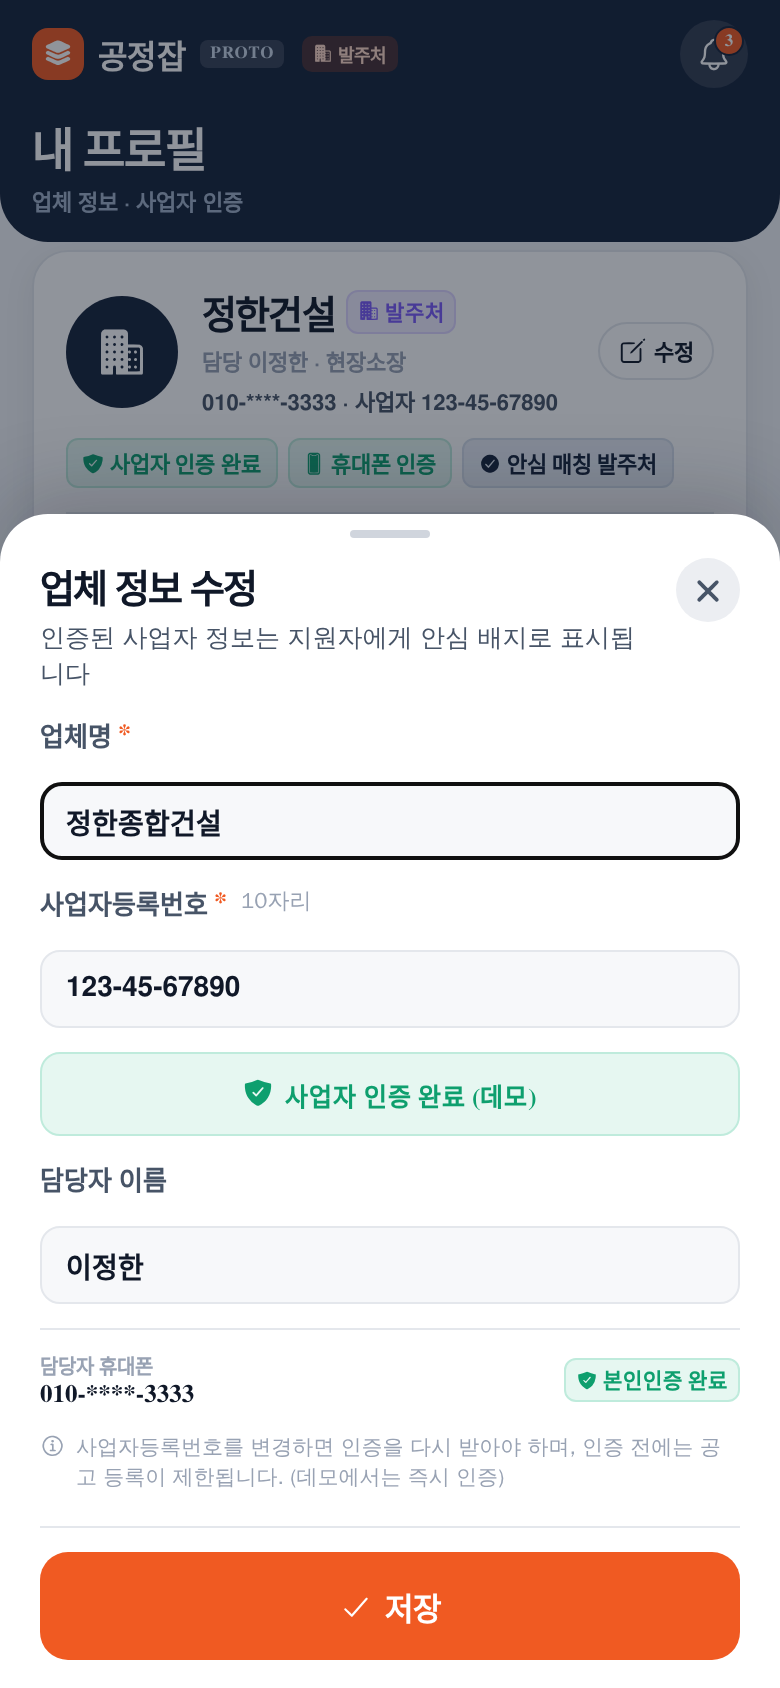 공정잡 PROTO 발주처 3
내 프로필
업체 정보 · 사업자 인증
정한건설 발주처
담당 이정한 · 현장소장
수정
010-****-3333 · 사업자 123-45-67890
사업자 인증 완료 휴대폰 인증 안심 매칭 발주처
업체 정보 수정
인증된 사업자 정보는 지원자에게 안심 배지로 표시됩
니다
업체명 *
정한종합건설
사업자등록번호 * 10자리
123-45-67890
사업자 인증 완료 (데모)
담당자 이름
이정한
담당자 휴대폰
010-****-3333
본인인증 완료
사업자등록번호를 변경하면 인증을 다시 받아야 하며, 인증 전에는 공
고 등록이 제한됩니다. (데모에서는 즉시 인증)
저장